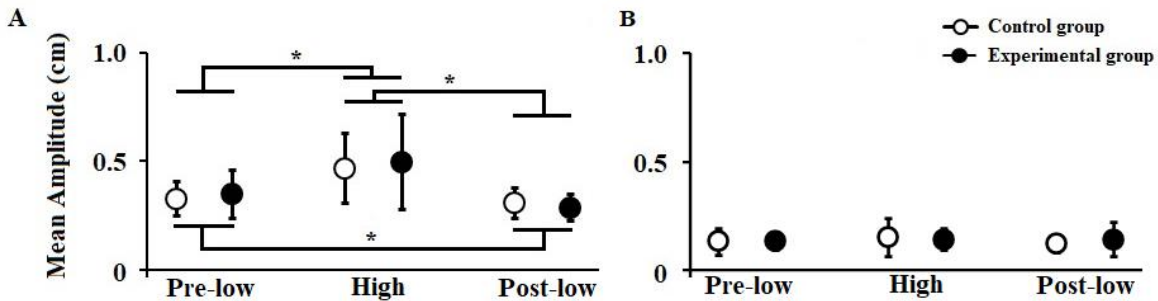 A
Mean Amplitude (cm)
1.0
0.5
0
*
*
*
Pre-low High Post-low
B
Control group
Experimental group
1.0
0.5
0
Pre-low High Post-low